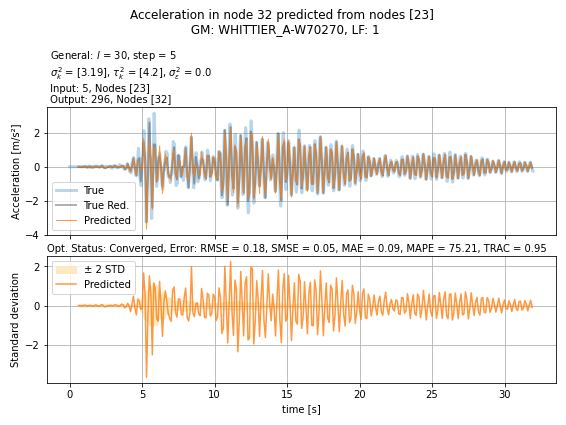 Acceleration in node 32 predicted from nodes [23]
GM: WHITTIER_A-W70270, LF: 1
General: l = 30, step = 5
σ²ₖ = [3.19], τ²ₖ = [4.2], σ²ε = 0.0
Input: 5, Nodes [23]
Output: 296, Nodes [32]
Acceleration [m/s²]
2
0
−2
−4
True
True Red.
Predicted
Opt. Status: Converged, Error: RMSE = 0.18, SMSE = 0.05, MAE = 0.09, MAPE = 75.21, TRAC = 0.95
Standard deviation
2
0
−2
± 2 STD
Predicted
0 5 10 15 20 25 30
time [s]